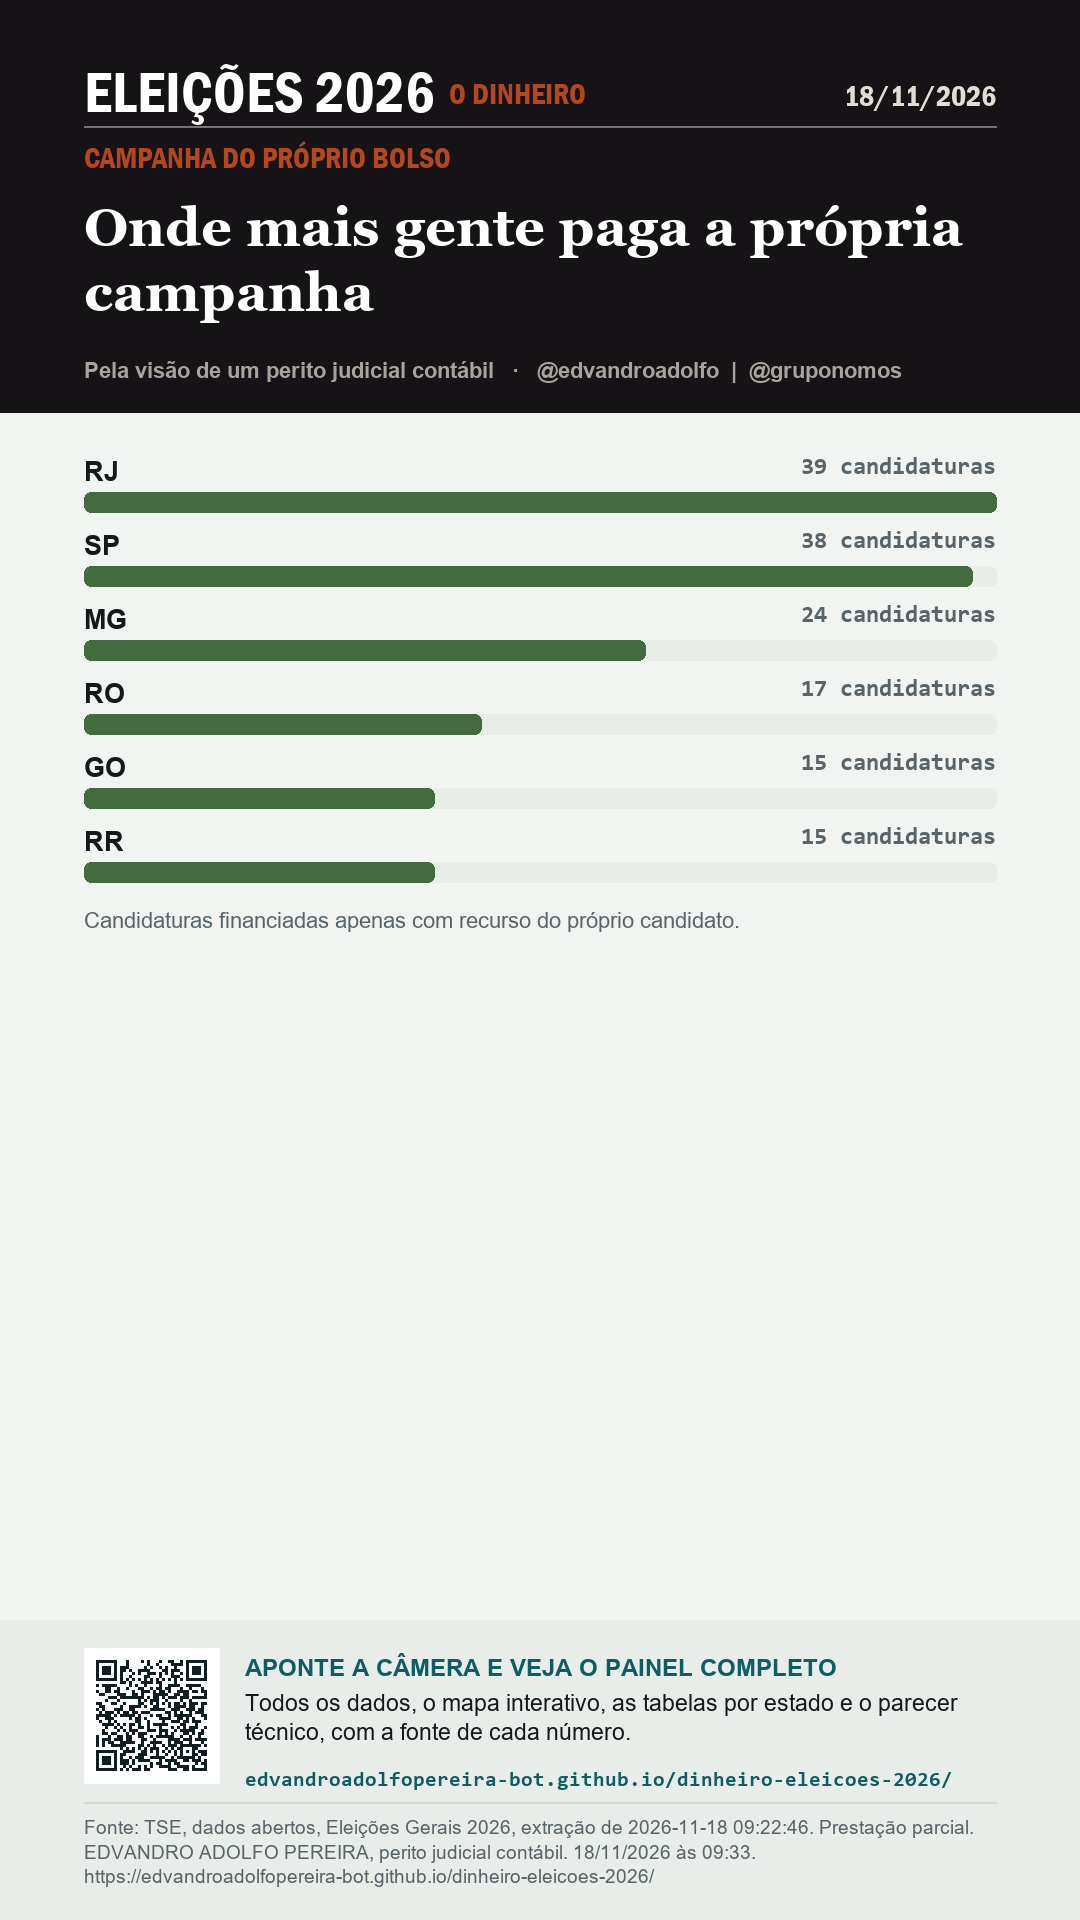 ELEIÇÕES 2026 O DINHEIRO 18/11/2026
CAMPANHA DO PRÓPRIO BOLSO
Onde mais gente paga a própria
campanha
Pela visão de um perito judicial contábil · @edvandroadolfo | @gruponomos
RJ 39 candidaturas
SP 38 candidaturas
MG 24 candidaturas
RO 17 candidaturas
GO 15 candidaturas
RR 15 candidaturas
Candidaturas financiadas apenas com recurso do próprio candidato.
APONTE A CÂMERA E VEJA O PAINEL COMPLETO
Todos os dados, o mapa interativo, as tabelas por estado e o parecer
técnico, com a fonte de cada número.
edvandroadolfopereira-bot.github.io/dinheiro-eleicoes-2026/
Fonte: TSE, dados abertos, Eleições Gerais 2026, extração de 2026-11-18 09:22:46. Prestação parcial.
EDVANDRO ADOLFO PEREIRA, perito judicial contábil. 18/11/2026 às 09:33.
https://edvandroadolfopereira-bot.github.io/dinheiro-eleicoes-2026/